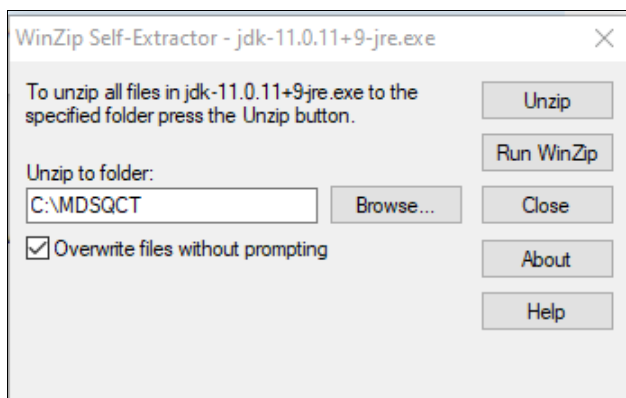 WinZip Self-Extractor - jdk-11.0.11+9-jre.exe
To unzip all files in jdk-11.0.11+9-jre.exe to the
specified folder press the Unzip button.
Unzip to folder:
C:\MDSQCT
Browse...
Overwrite files without prompting
Unzip
Run WinZip
Close
About
Help